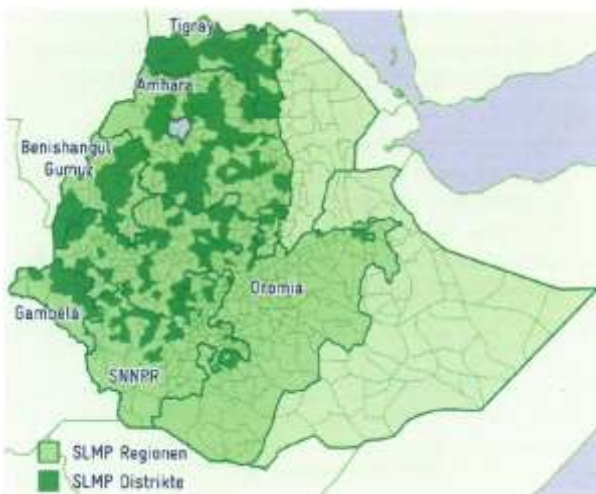 Tigray
Amhara
Benishangul
Gumuz
Oromia
Gambela
SNNPR
SLMP Regionen
SLMP Distrikte